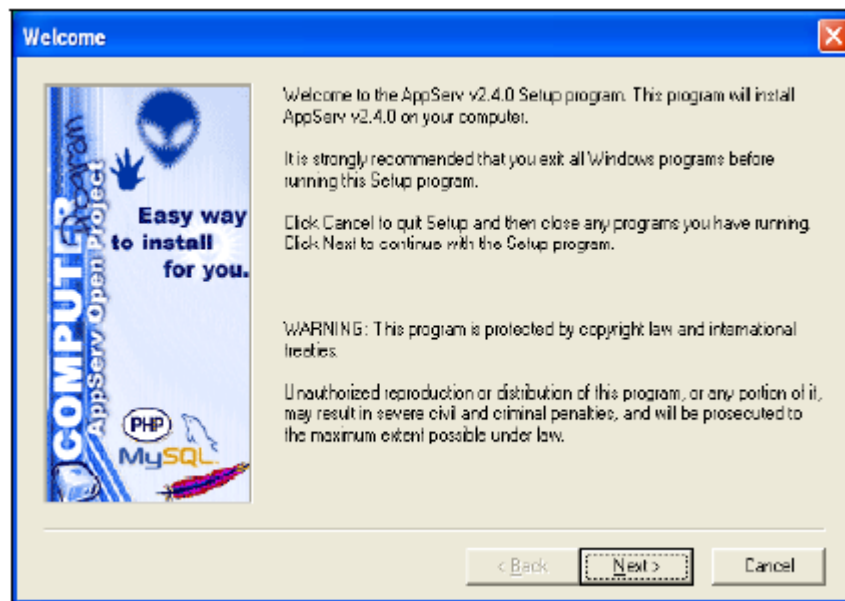 Welcome
Welcome to the AppServ v2.4.0 Setup program. This program will install
AppServ v2.4.0 on your computer.
It is strongly recommended that you exit all Windows programs before
running this Setup program.
Click Cancel to quit Setup and then close any programs you have running.
Click Next to continue with the Setup program.
WARNING: This program is protected by copyright law and international
treaties.
Unauthorized reproduction or distribution of this program, or any portion of it,
may result in severe civil and criminal penalties, and will be prosecuted to
the maximum extent possible under law.
COMPUTER
program
AppServ Open Project
Easy way
to install
for you.
PHP
MySQL
< Back
Next >
Cancel